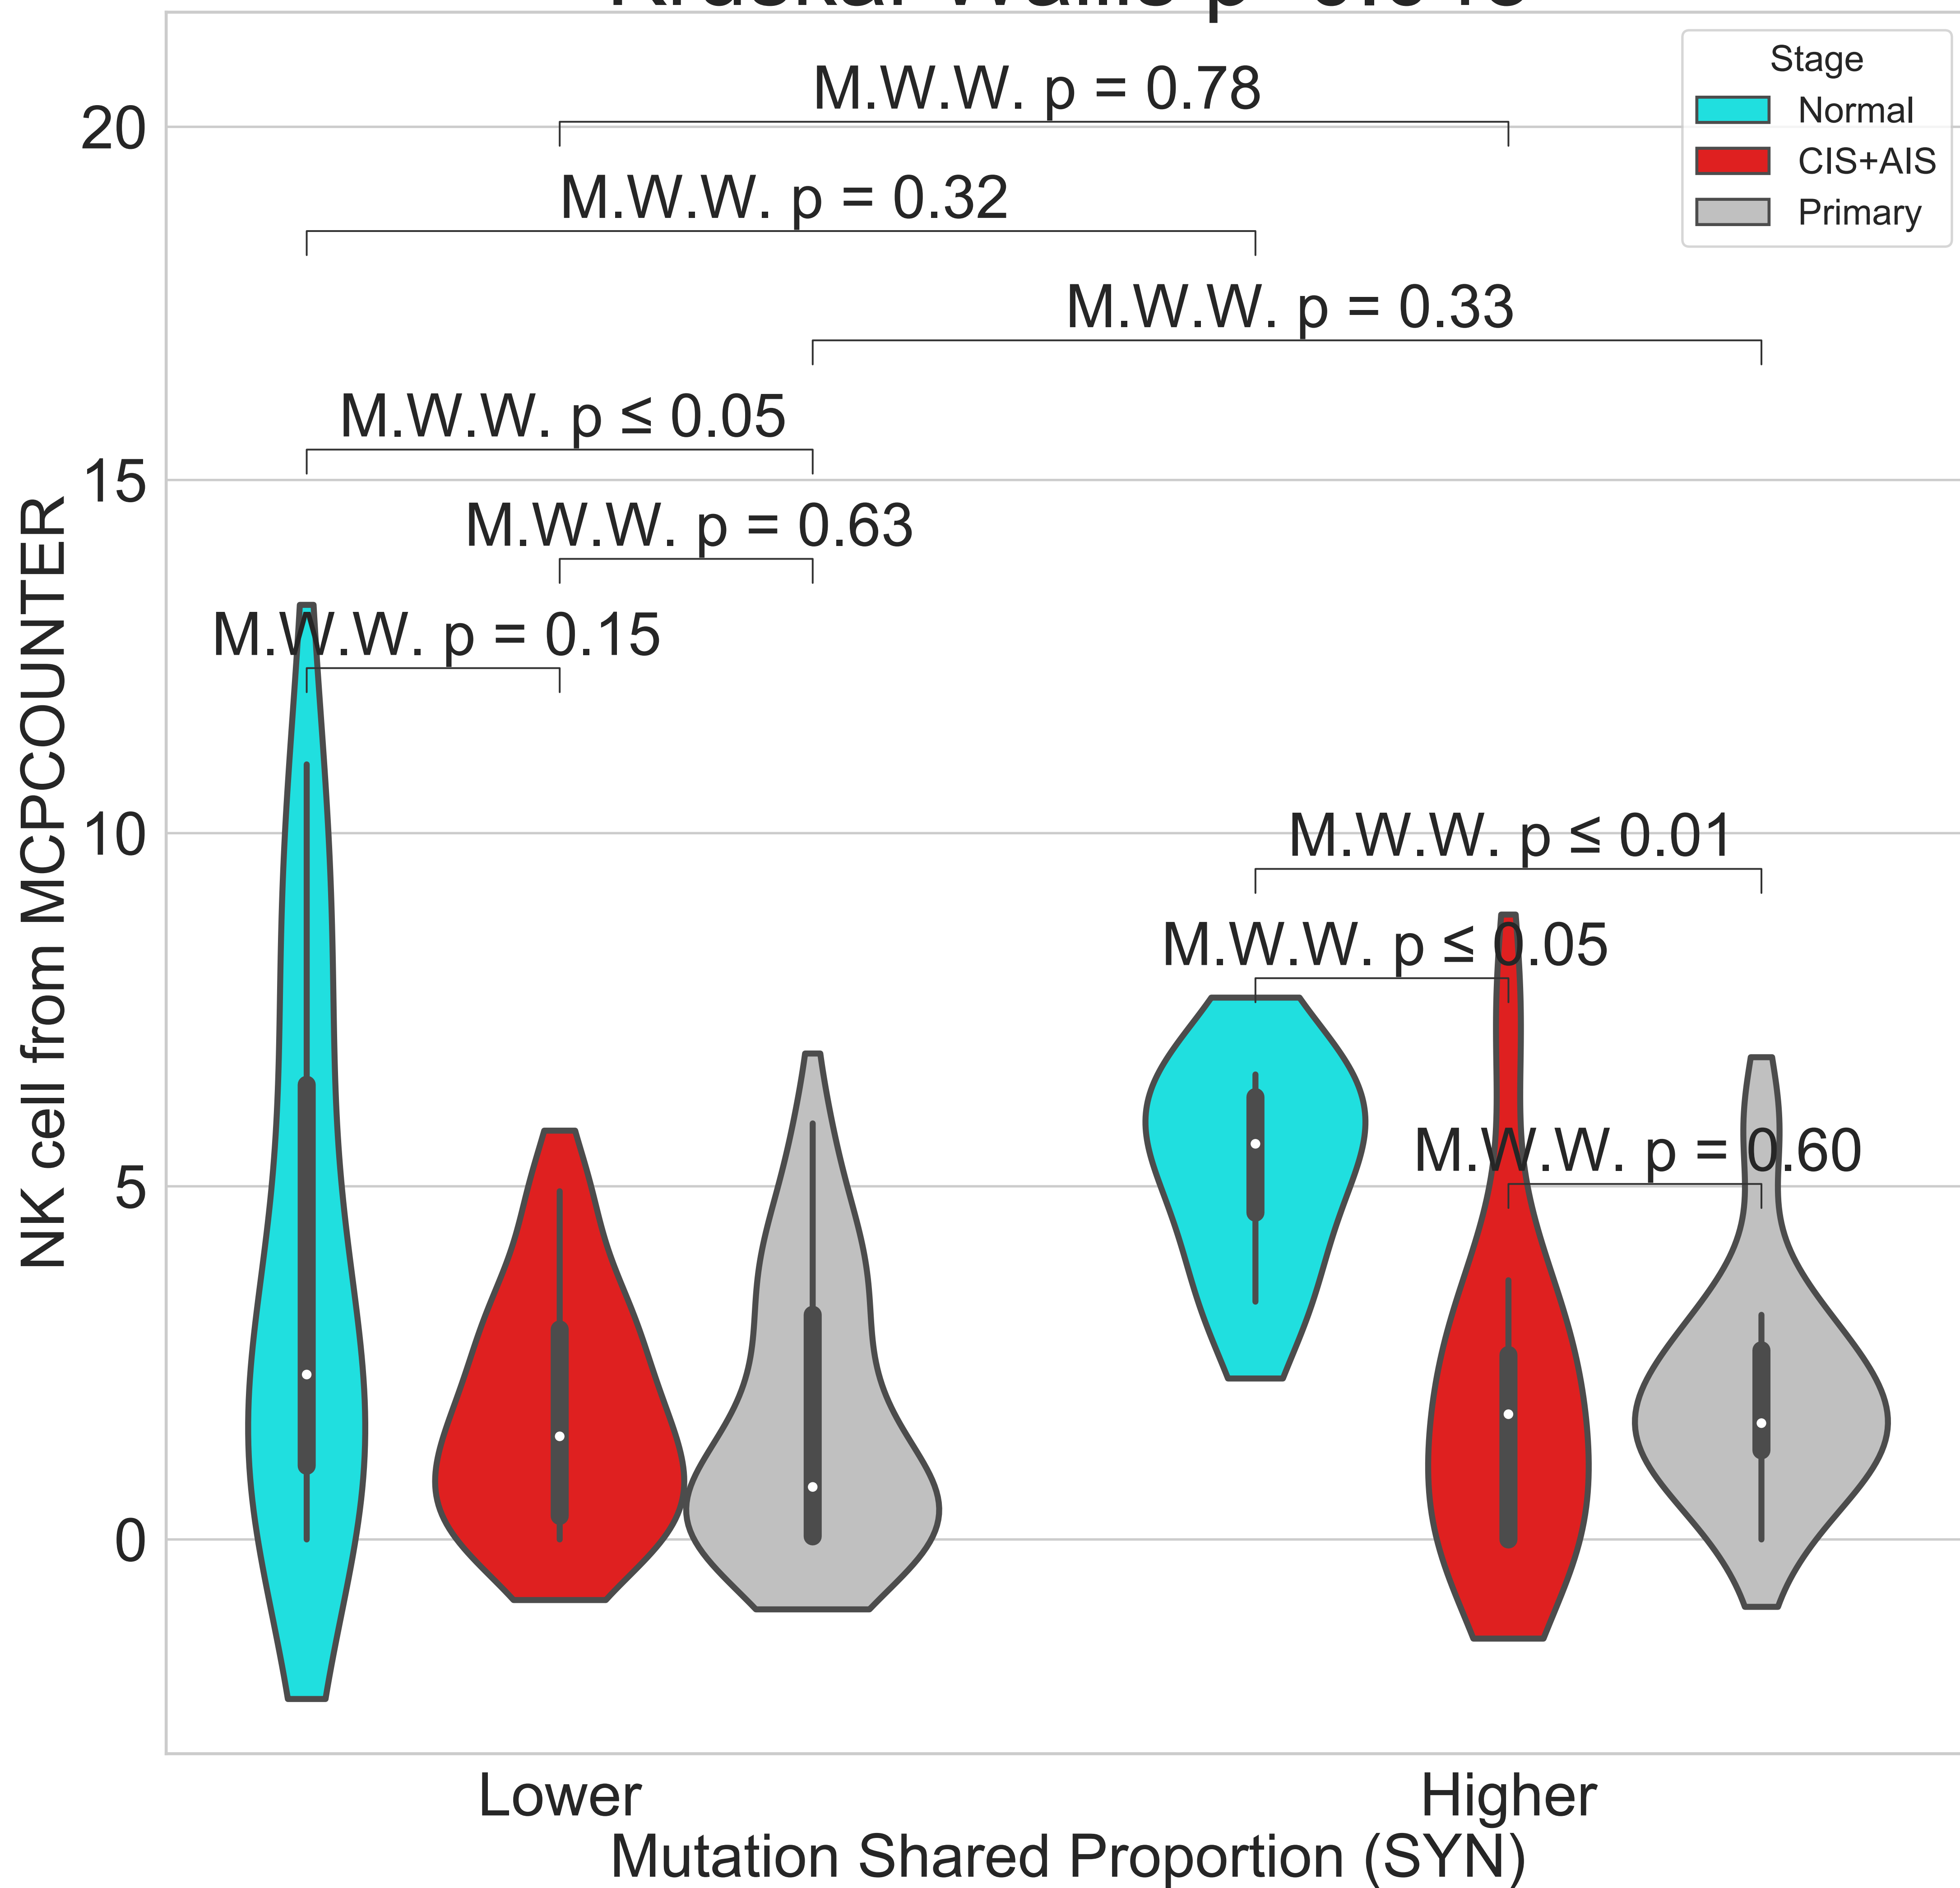 M.W.W. p = 0.78
M.W.W. p = 0.32
M.W.W. p = 0.33
M.W.W. p ≤ 0.05
M.W.W. p = 0.63
M.W.W. p = 0.15
M.W.W. p ≤ 0.01
M.W.W. p ≤ 0.05
M.W.W. p = 0.60
Stage
Normal
CIS+AIS
Primary
NK cell from MCPCOUNTER
20
15
10
5
0
Lower
Higher
Mutation Shared Proportion (SYN)